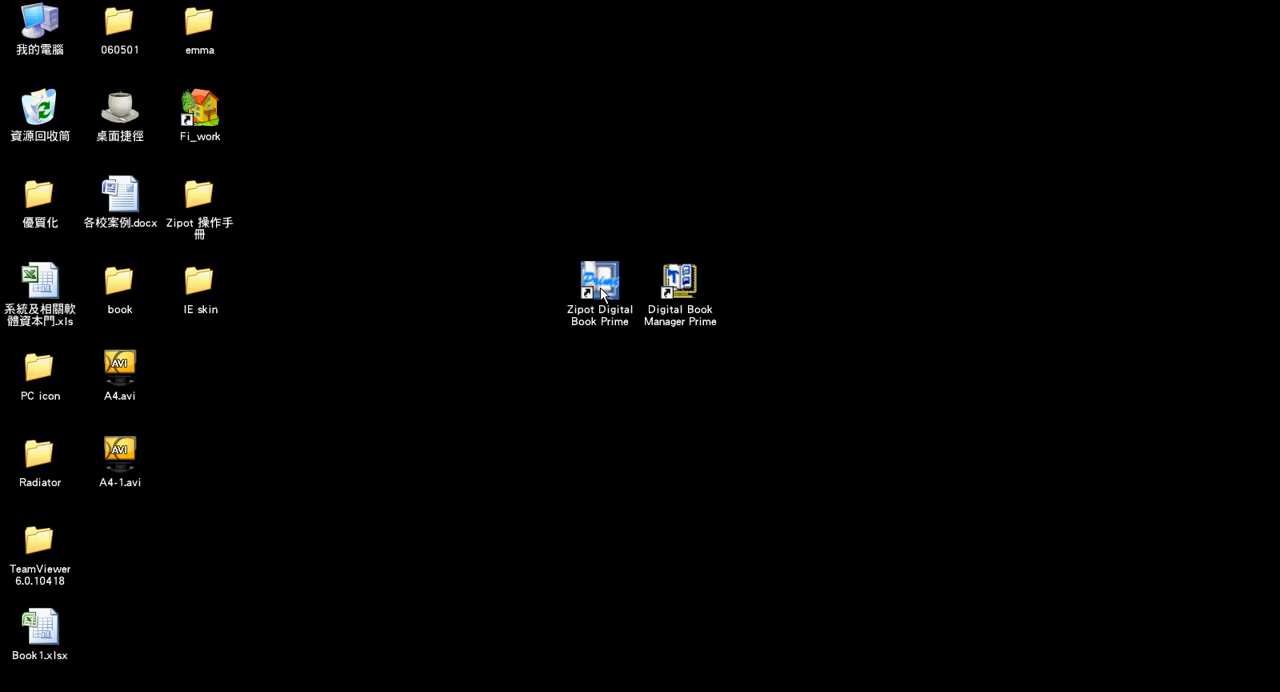 我的電腦
060501
emma
資源回收筒
桌面捷徑
Fi_work
優質化
各校案例.docx
Zipot 操作手
冊
系統及相關軟
體資本門.xls
book
IE skin
Zipot Digital
Book Prime
Digital Book
Manager Prime
PC icon
AVI
A4.avi
Radiator
AVI
A4-1.avi
TeamViewer
6.0.10418
Book1.xlsx